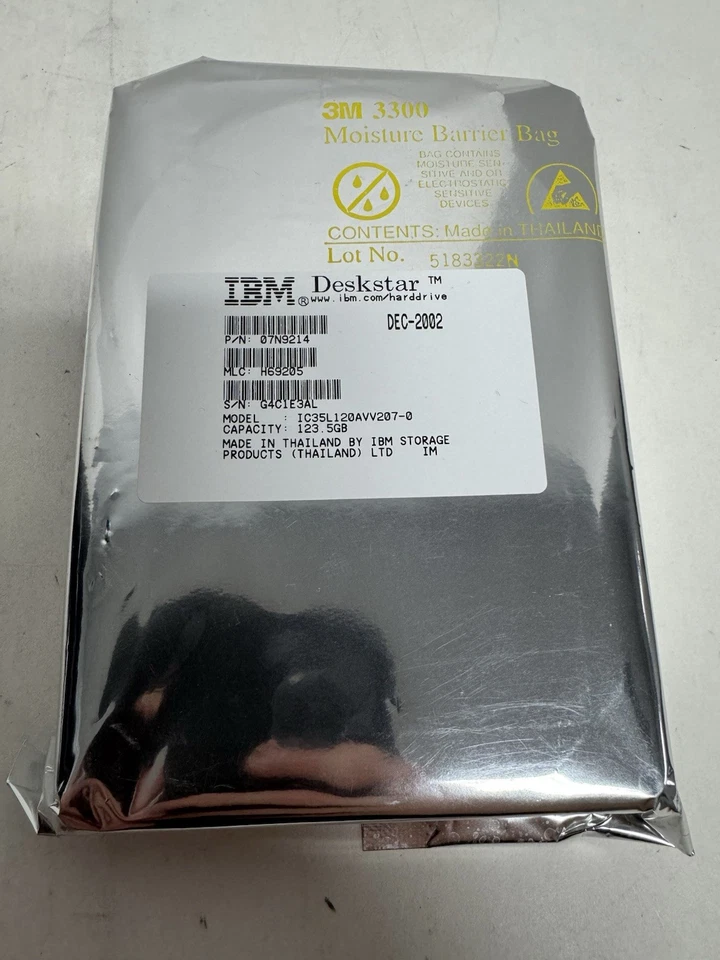 3M 3300
Moisture Barrier Bag
BAG CONTAINS
MOISTURE SEN-
SITIVE AND OR
ELECTROSTATIC
SENSITIVE
DEVICES.
CONTENTS: Made in THAILAND
Lot No. 5183222N
IBM® Deskstar™
www.ibm.com/harddrive
DEC-2002
P/N: 07N9214
MLC: H69205
S/N: G4C1E3AL
MODEL : IC35L120AVV207-0
CAPACITY: 123.5GB
MADE IN THAILAND BY IBM STORAGE
PRODUCTS (THAILAND) LTD IM